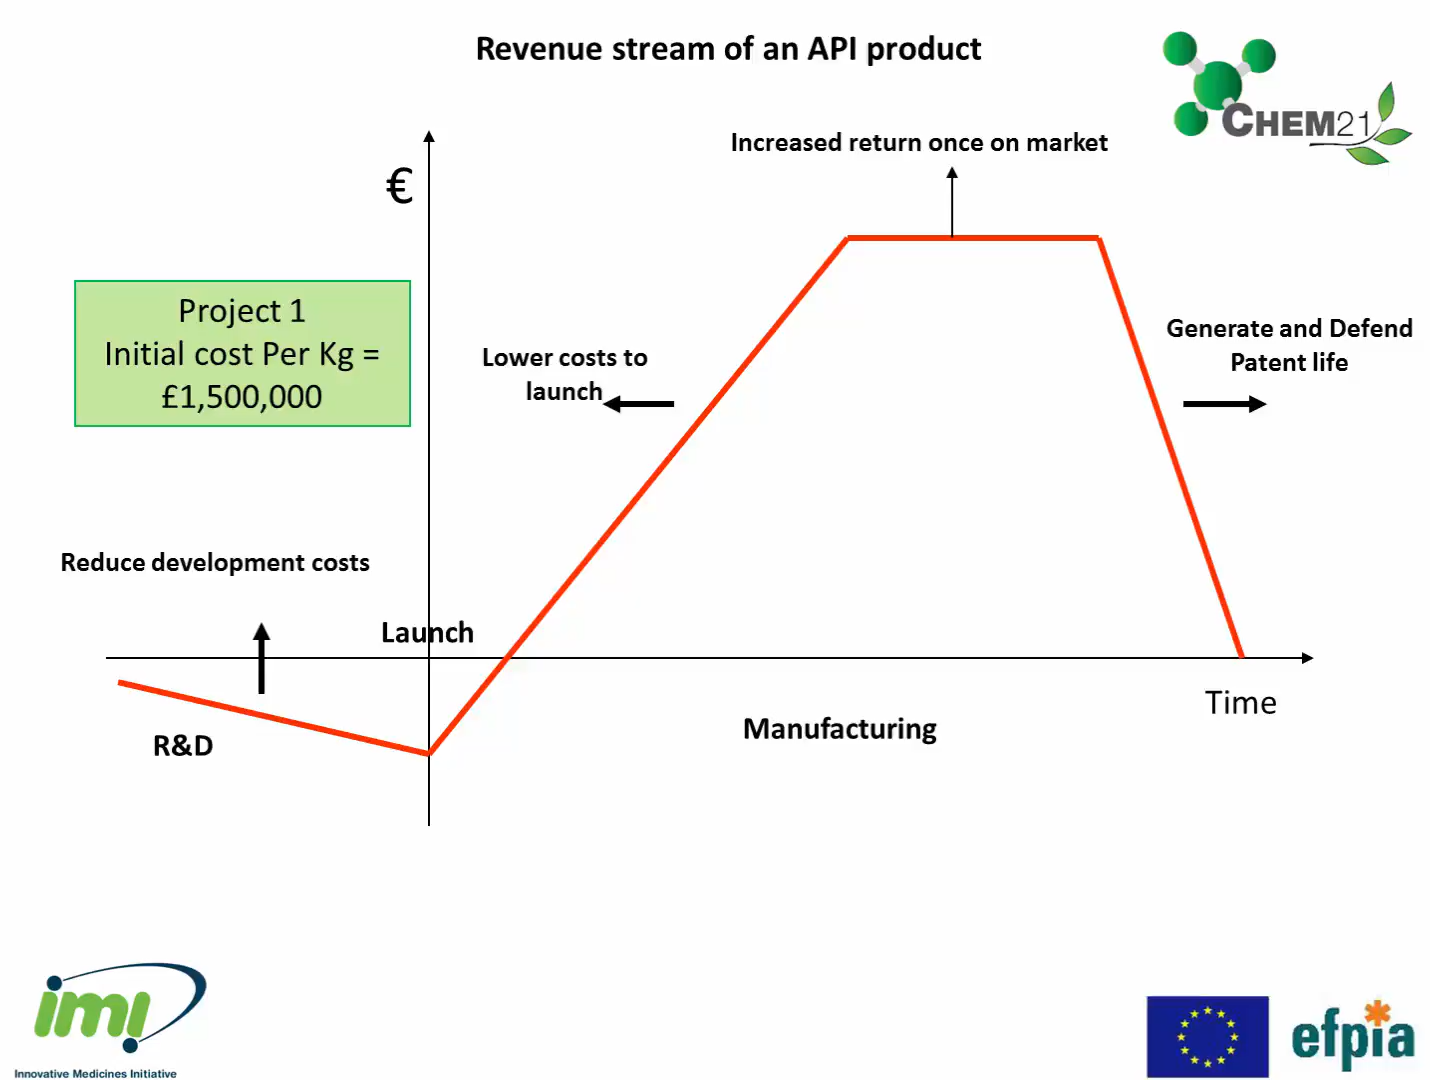 Revenue stream of an API product
CHEM21
Increased return once on market
€
Project 1
Initial cost Per Kg =
£1,500,000
Lower costs to
launch
Generate and Defend
Patent life
Reduce development costs
Launch
Time
R&D
Manufacturing
imi
Innovative Medicines Initiative
efpia